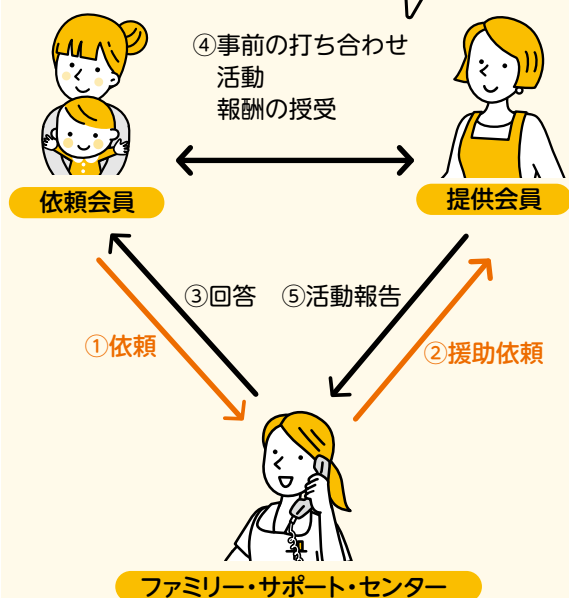 ④事前の打ち合わせ
活動
報酬の授受
依頼会員
提供会員
③回答
⑤活動報告
①依頼
②援助依頼
ファミリー・サポート・センター